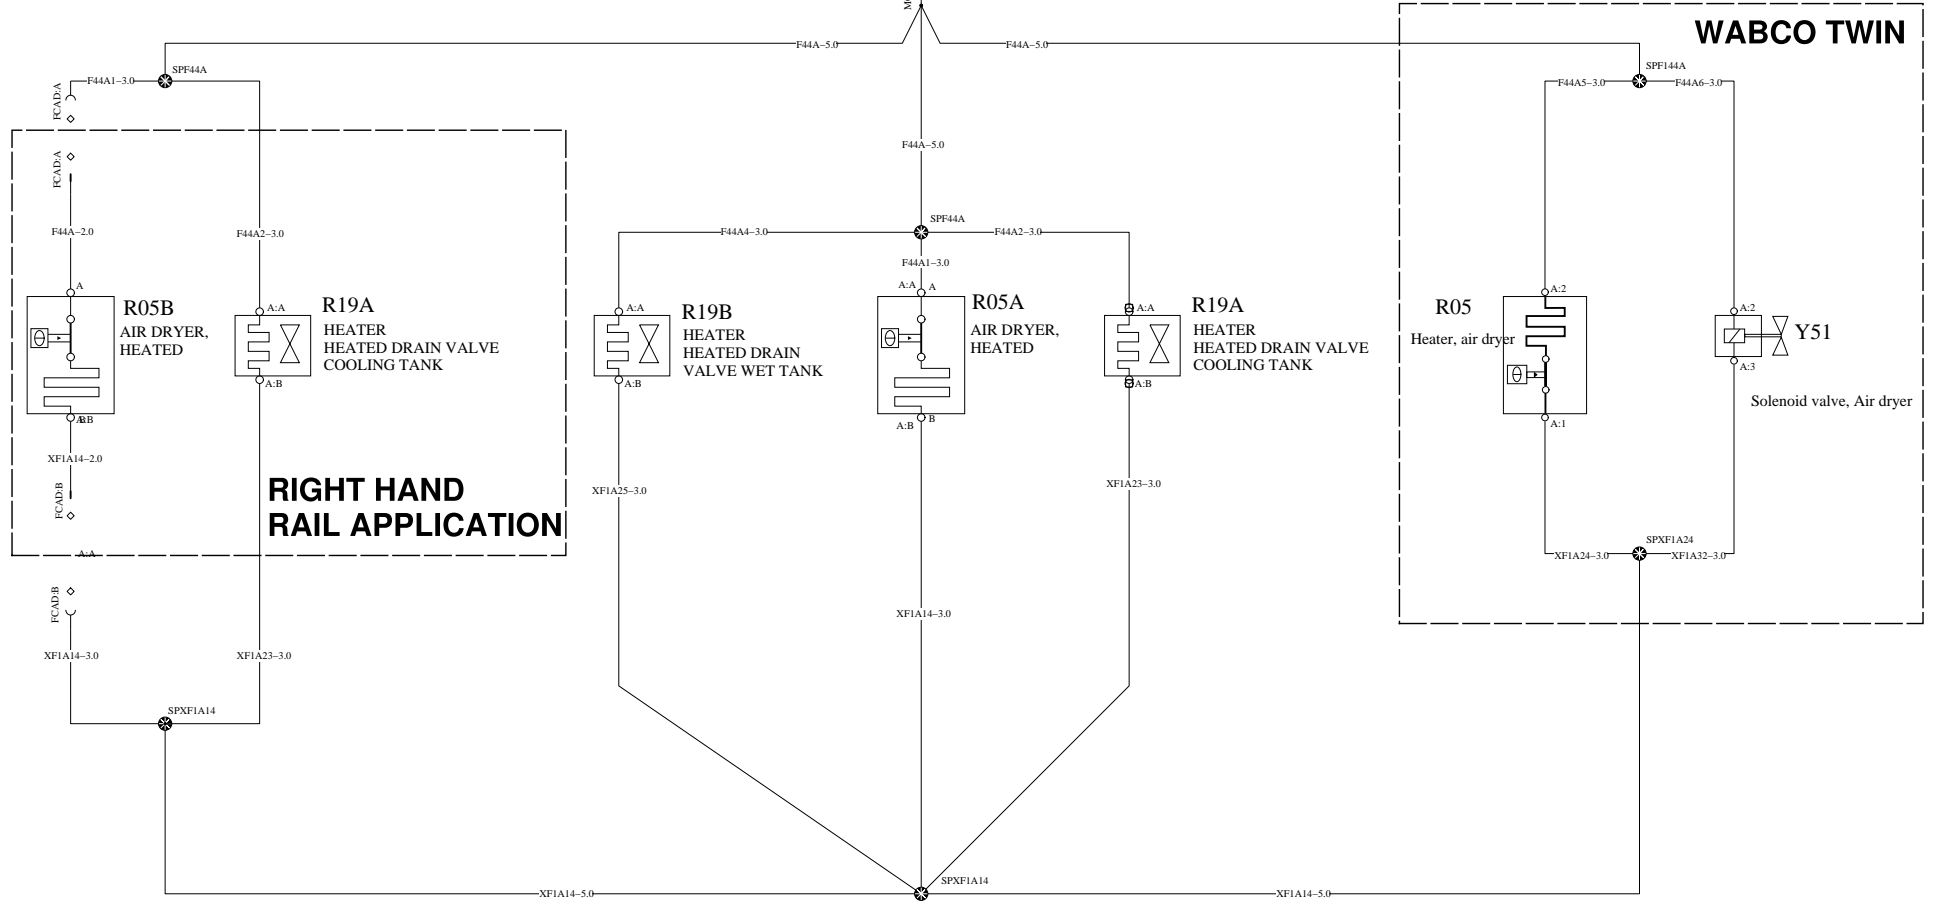 WABCO TWIN
F44A–5.0
F44A–5.0
SPF44A
SPF144A
F44A1–3.0
F44A5–3.0
F44A6–3.0
FCAD:A
F44A–5.0
FCAD:A
SPF44A
F44A–2.0
F44A2–3.0
F44A4–3.0
F44A2–3.0
F44A1–3.0
A
A:A
A
A:2
R05B
AIR DRYER,
HEATED
A:A
R19A
HEATER
HEATED DRAIN VALVE
COOLING TANK
A:B
A:A
R19B
HEATER
HEATED DRAIN
VALVE WET TANK
A:B
R05A
AIR DRYER,
HEATED
A:B
B
A:A
R19A
HEATER
HEATED DRAIN VALVE
COOLING TANK
A:B
R05
Heater, air dryer
A:1
A:2
Y51
A:3
Solenoid valve, Air dryer
XF1A14–2.0
FCAD:B
RIGHT HAND
RAIL APPLICATION
XF1A25–3.0
XF1A23–3.0
A:A
SPXF1A24
XF1A24–3.0
XF1A32–3.0
FCAD:B
XF1A14–3.0
XF1A14–3.0
XF1A23–3.0
SPXF1A14
SPXF1A14
XF1A14–5.0
XF1A14–5.0